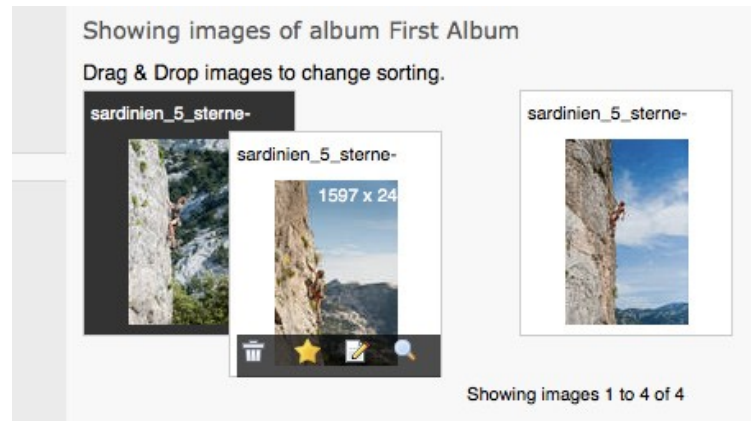 Showing images of album First Album
Drag & Drop images to change sorting.
sardinien_5_sterne-
sardinien_5_sterne-
1597 x 24
sardinien_5_sterne-
Showing images 1 to 4 of 4